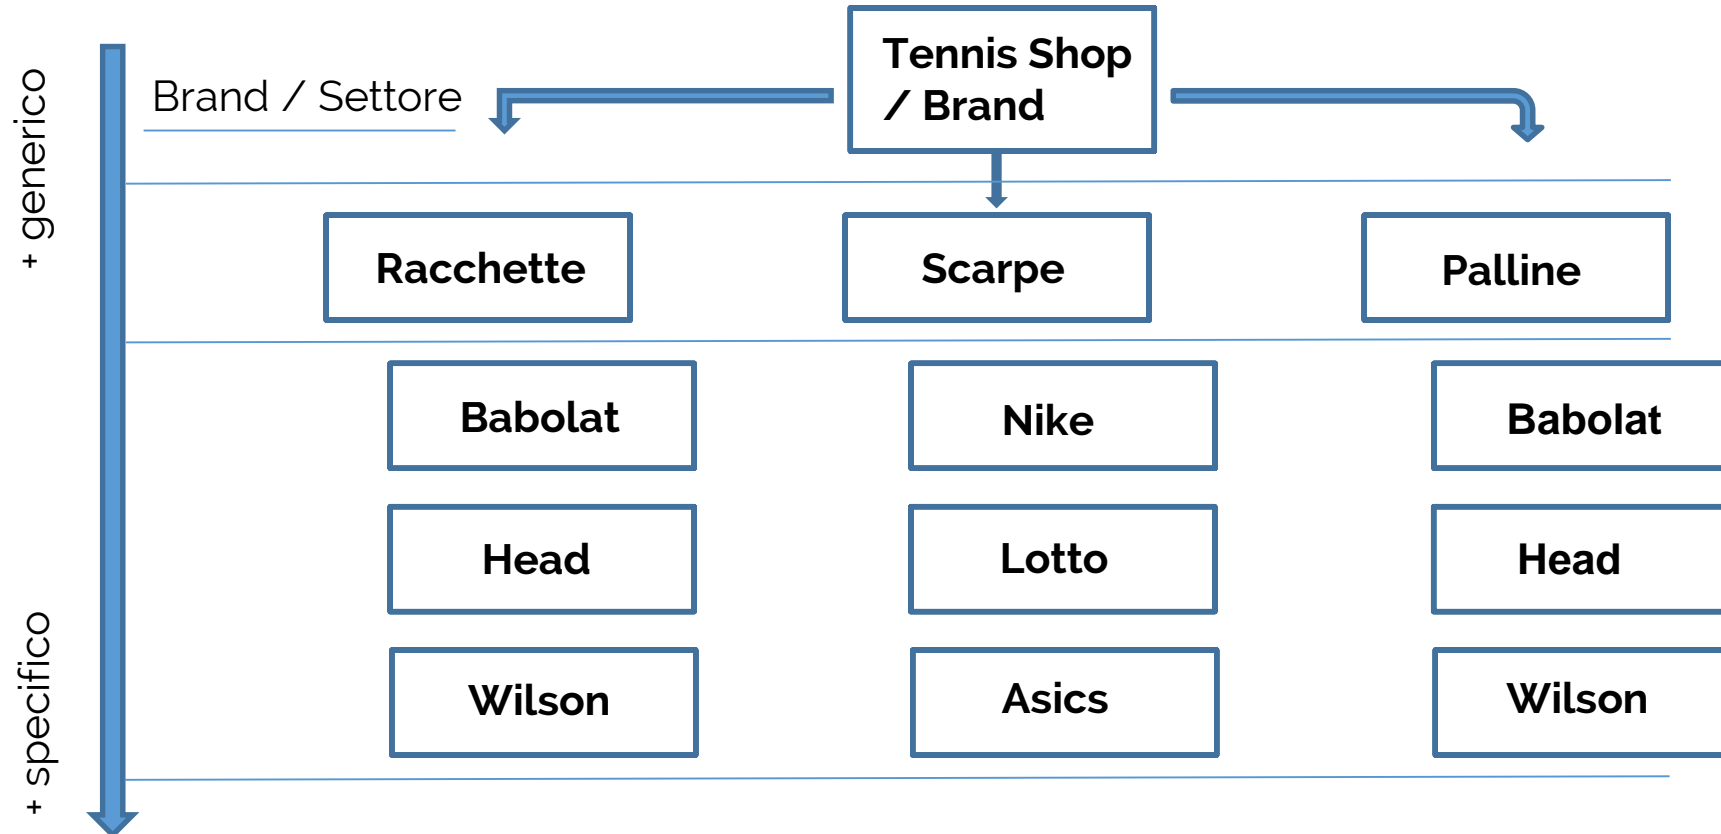 + generico
Brand / Settore
Tennis Shop
/ Brand
Racchette
Scarpe
Palline
Babolat
Nike
Babolat
Head
Lotto
Head
Wilson
Asics
Wilson
+ specifico